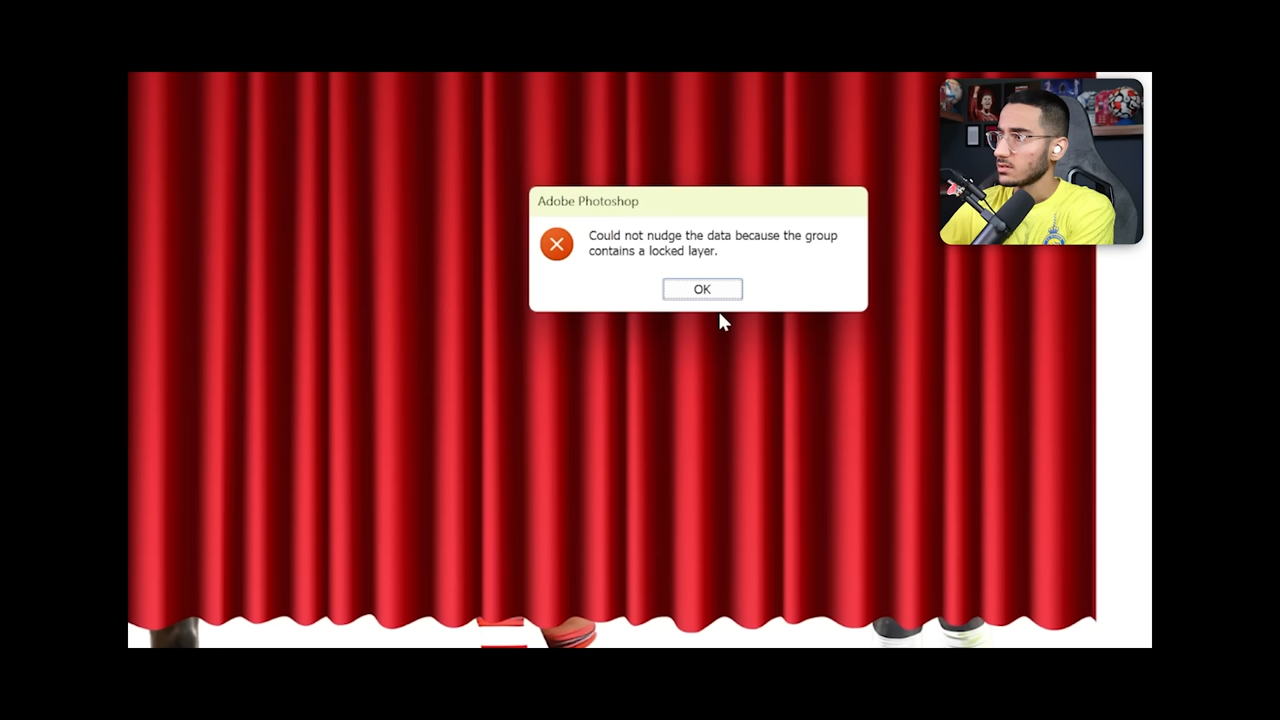 Adobe Photoshop
Could not nudge the data because the group
contains a locked layer.
OK